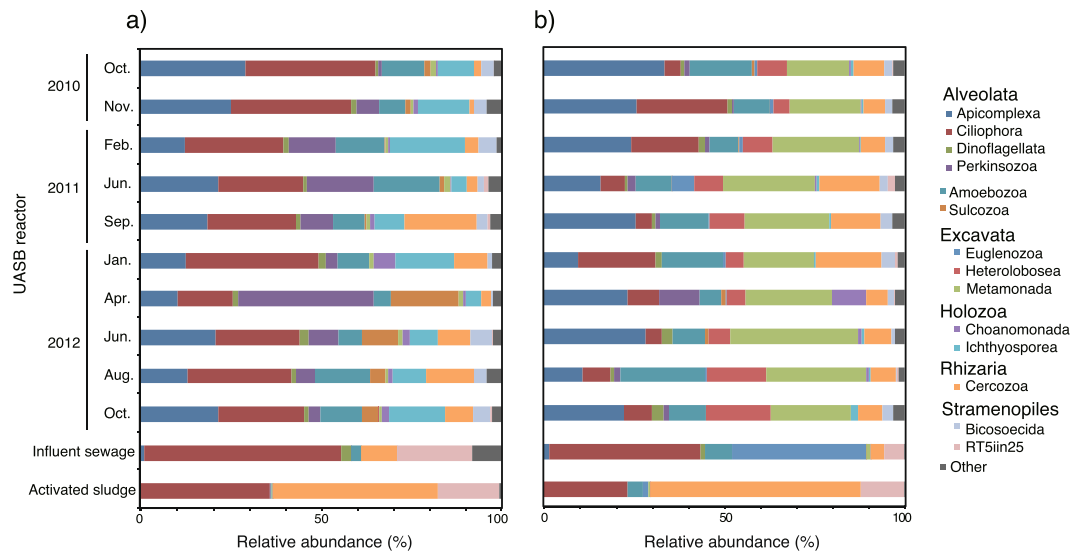 a)
b)
UASB reactor
2010
Oct.
Nov.
2011
Feb.
Jun.
Sep.
2012
Jan.
Apr.
Jun.
Aug.
Oct.
Influent sewage
Activated sludge
0
50
100
Relative abundance (%)
0
50
100
Relative abundance (%)
Alveolata
Apicomplexa
Ciliophora
Dinoflagellata
Perkinsozoa
Amoebozoa
Sulcozoa
Excavata
Euglenozoa
Heterolobosea
Metamonada
Holozoa
Choanomonada
Ichthyosporea
Rhizaria
Cercozoa
Stramenopiles
Bicosoecida
RT5iin25
Other